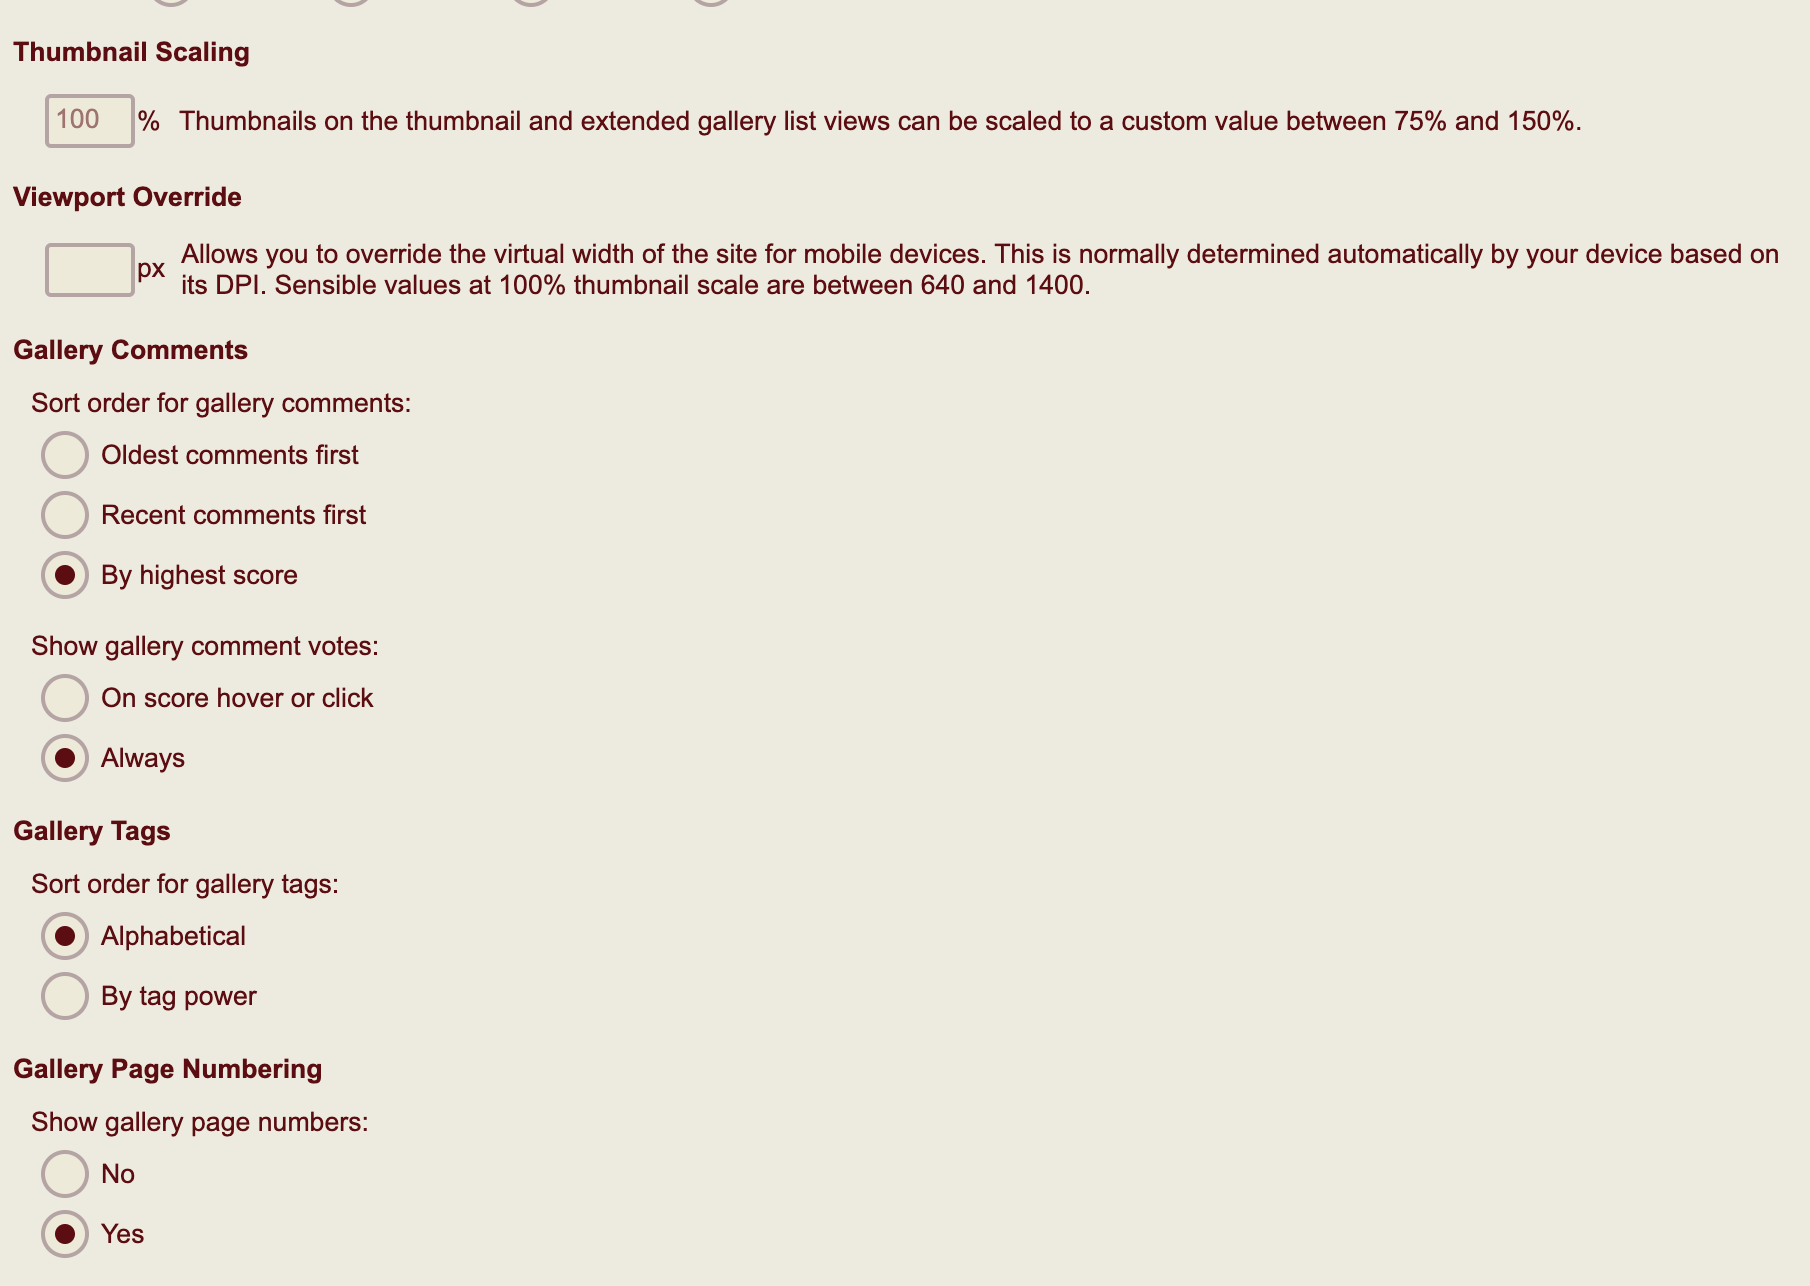 Thumbnail Scaling
100 % Thumbnails on the thumbnail and extended gallery list views can be scaled to a custom value between 75% and 150%.
Viewport Override
px Allows you to override the virtual width of the site for mobile devices. This is normally determined automatically by your device based on
its DPI. Sensible values at 100% thumbnail scale are between 640 and 1400.
Gallery Comments
Sort order for gallery comments:
Oldest comments first
Recent comments first
By highest score
Show gallery comment votes:
On score hover or click
Always
Gallery Tags
Sort order for gallery tags:
Alphabetical
By tag power
Gallery Page Numbering
Show gallery page numbers:
No
Yes